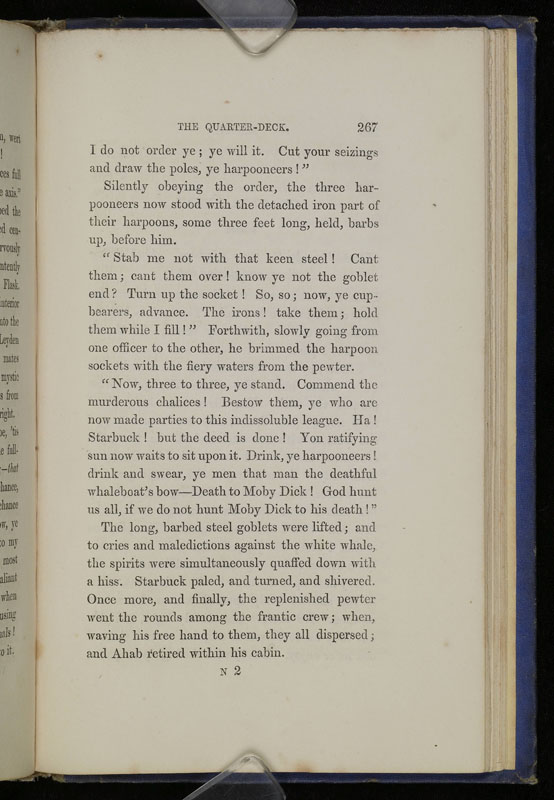 THE QUARTER-DECK. 267
I do not order ye; ye will it. Cut your seizings
and draw the poles, ye harpooneers!"
Silently obeying the order, the three har-
pooneers now stood with the detached iron part of
their harpoons, some three feet long, held, barbs
up, before him.
"Stab me not with that keen steel! Cant
them; cant them over! know ye not the goblet
end? Turn up the socket! So, so; now, ye cup-
bearers, advance. The irons! take them; hold
them while I fill!" Forthwith, slowly going from
one officer to the other, he brimmed the harpoon
sockets with the fiery waters from the pewter.
"Now, three to three, ye stand. Commend the
murderous chalices! Bestow them, ye who are
now made parties to this indissoluble league. Ha!
Starbuck! but the deed is done! Yon ratifying
sun now waits to sit upon it. Drink, ye harpooneers!
drink and swear, ye men that man the deathful
whaleboat's bow—Death to Moby Dick! God hunt
us all, if we do not hunt Moby Dick to his death!"
The long, barbed steel goblets were lifted; and
to cries and maledictions against the white whale,
the spirits were simultaneously quaffed down with
a hiss. Starbuck paled, and turned, and shivered.
Once more, and finally, the replenished pewter
went the rounds among the frantic crew; when,
waving his free hand to them, they all dispersed;
and Ahab retired within his cabin.
N 2